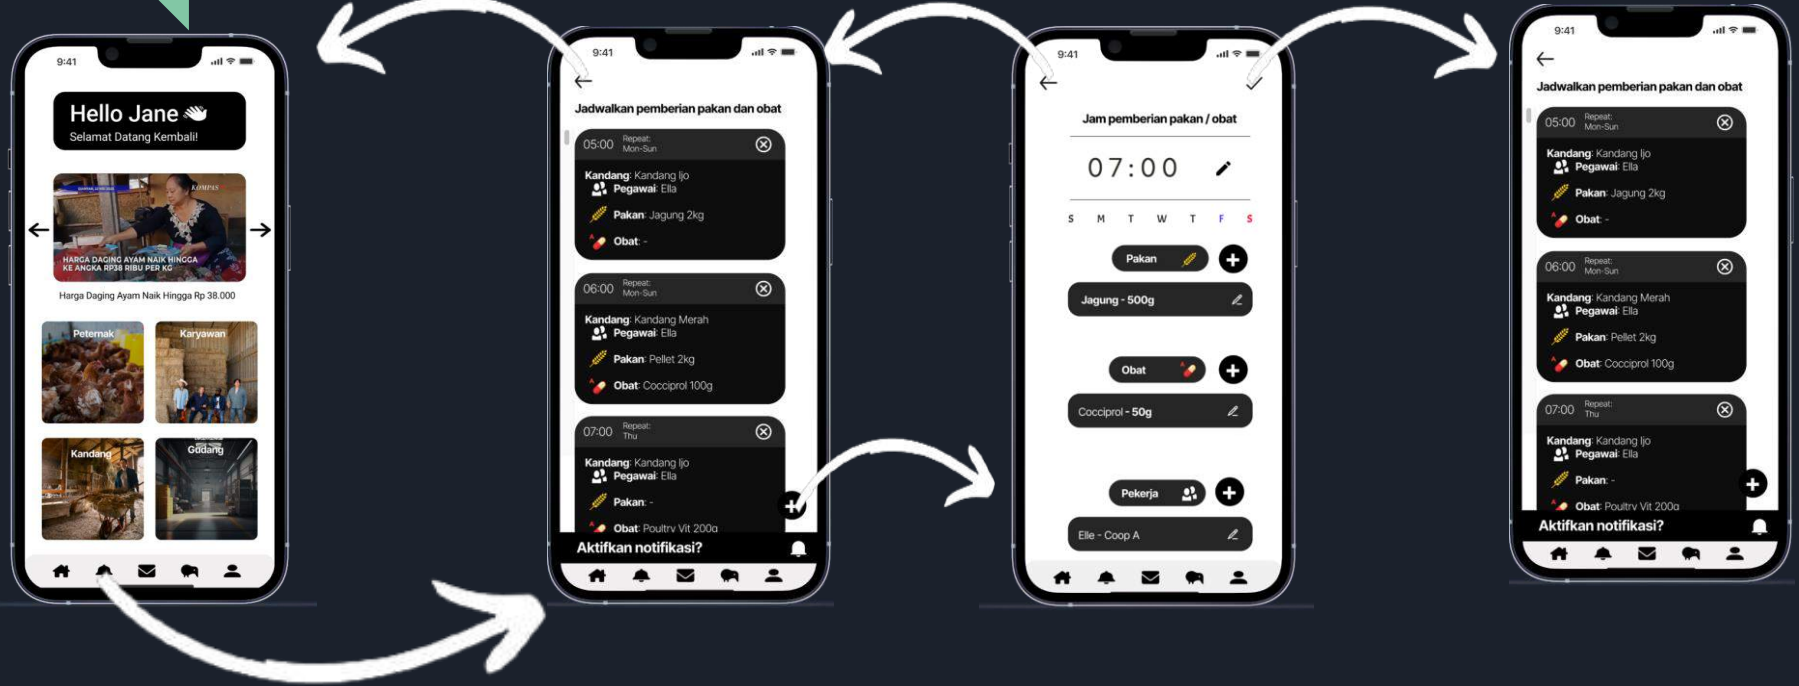 9:41
Hello Jane
Selamat Datang Kembali!
KOMPAS
HARGA DAGING AYAM NAIK HINGGA
KE ANGKA RP38 RIBU PER KG
Harga Daging Ayam Naik Hingga Rp 38.000
Peternak
Karyawan
Kandang
Gudang
9:41
Jadwalkan pemberian pakan dan obat
05:00 Repeat:
Mon-Sun
Kandang: Kandang Ijo
Pegawai: Ella
Pakan: Jagung 2kg
Obat: -
06:00 Repeat:
Mon-Sun
Kandang: Kandang Merah
Pegawai: Ella
Pakan: Pellet 2kg
Obat: Cocciprol 100g
07:00 Repeat:
Thu
Kandang: Kandang Ijo
Pegawai: Ella
Pakan: -
Obat: Poultry Vit 200g
Aktifkan notifikasi?
9:41
Jam pemberian pakan / obat
07:00
S M T W T F S
Pakan
Jagung - 500g
Obat
Cocciprol - 50g
Pekerja
Elle - Coop A
9:41
Jadwalkan pemberian pakan dan obat
05:00 Repeat:
Mon-Sun
Kandang: Kandang Ijo
Pegawai: Ella
Pakan: Jagung 2kg
Obat: -
06:00 Repeat:
Mon-Sun
Kandang: Kandang Merah
Pegawai: Ella
Pakan: Pellet 2kg
Obat: Cocciprol 100g
07:00 Repeat:
Thu
Kandang: Kandang Ijo
Pegawai: Ella
Pakan: -
Obat: Poultry Vit 200g
Aktifkan notifikasi?